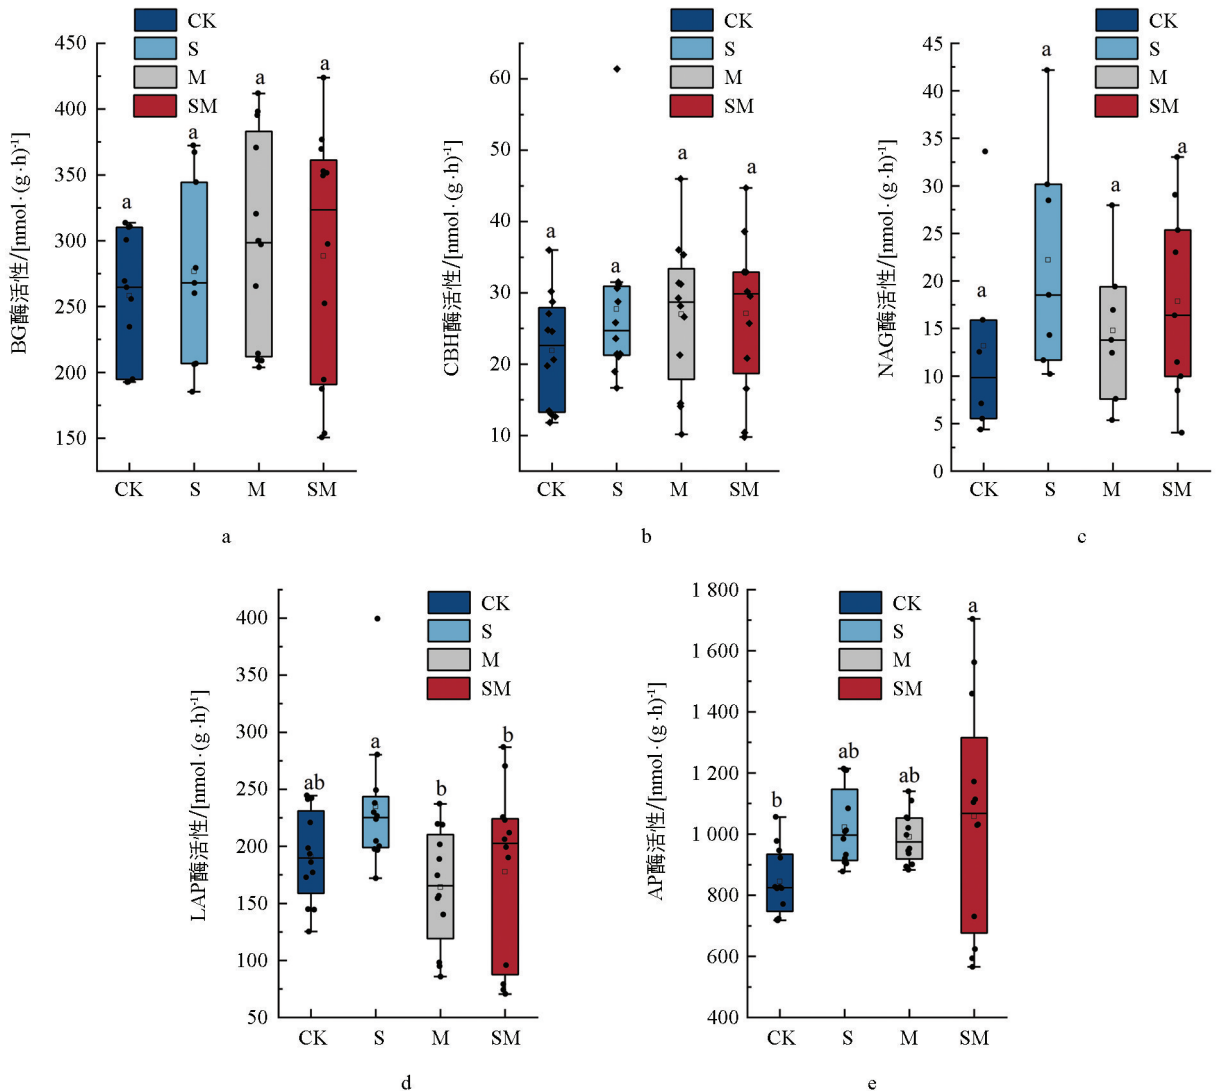 CK
S
M
SM
450
400
350
300
250
200
150
BG酶活性/[nmol·(g·h)⁻¹]
a
a
a
a
CK
S
M
SM
a
CK
S
M
SM
60
50
40
30
20
10
CBH酶活性/[nmol·(g·h)⁻¹]
a
a
a
a
CK
S
M
SM
b
CK
S
M
SM
45
40
35
30
25
20
15
10
5
0
NAG酶活性/[nmol·(g·h)⁻¹]
a
a
a
a
CK
S
M
SM
c
CK
S
M
SM
400
350
300
250
200
150
100
50
LAP酶活性/[nmol·(g·h)⁻¹]
ab
a
b
b
CK
S
M
SM
d
CK
S
M
SM
1 800
1 600
1 400
1 200
1 000
800
600
400
AP酶活性/[nmol·(g·h)⁻¹]
b
ab
ab
a
CK
S
M
SM
e